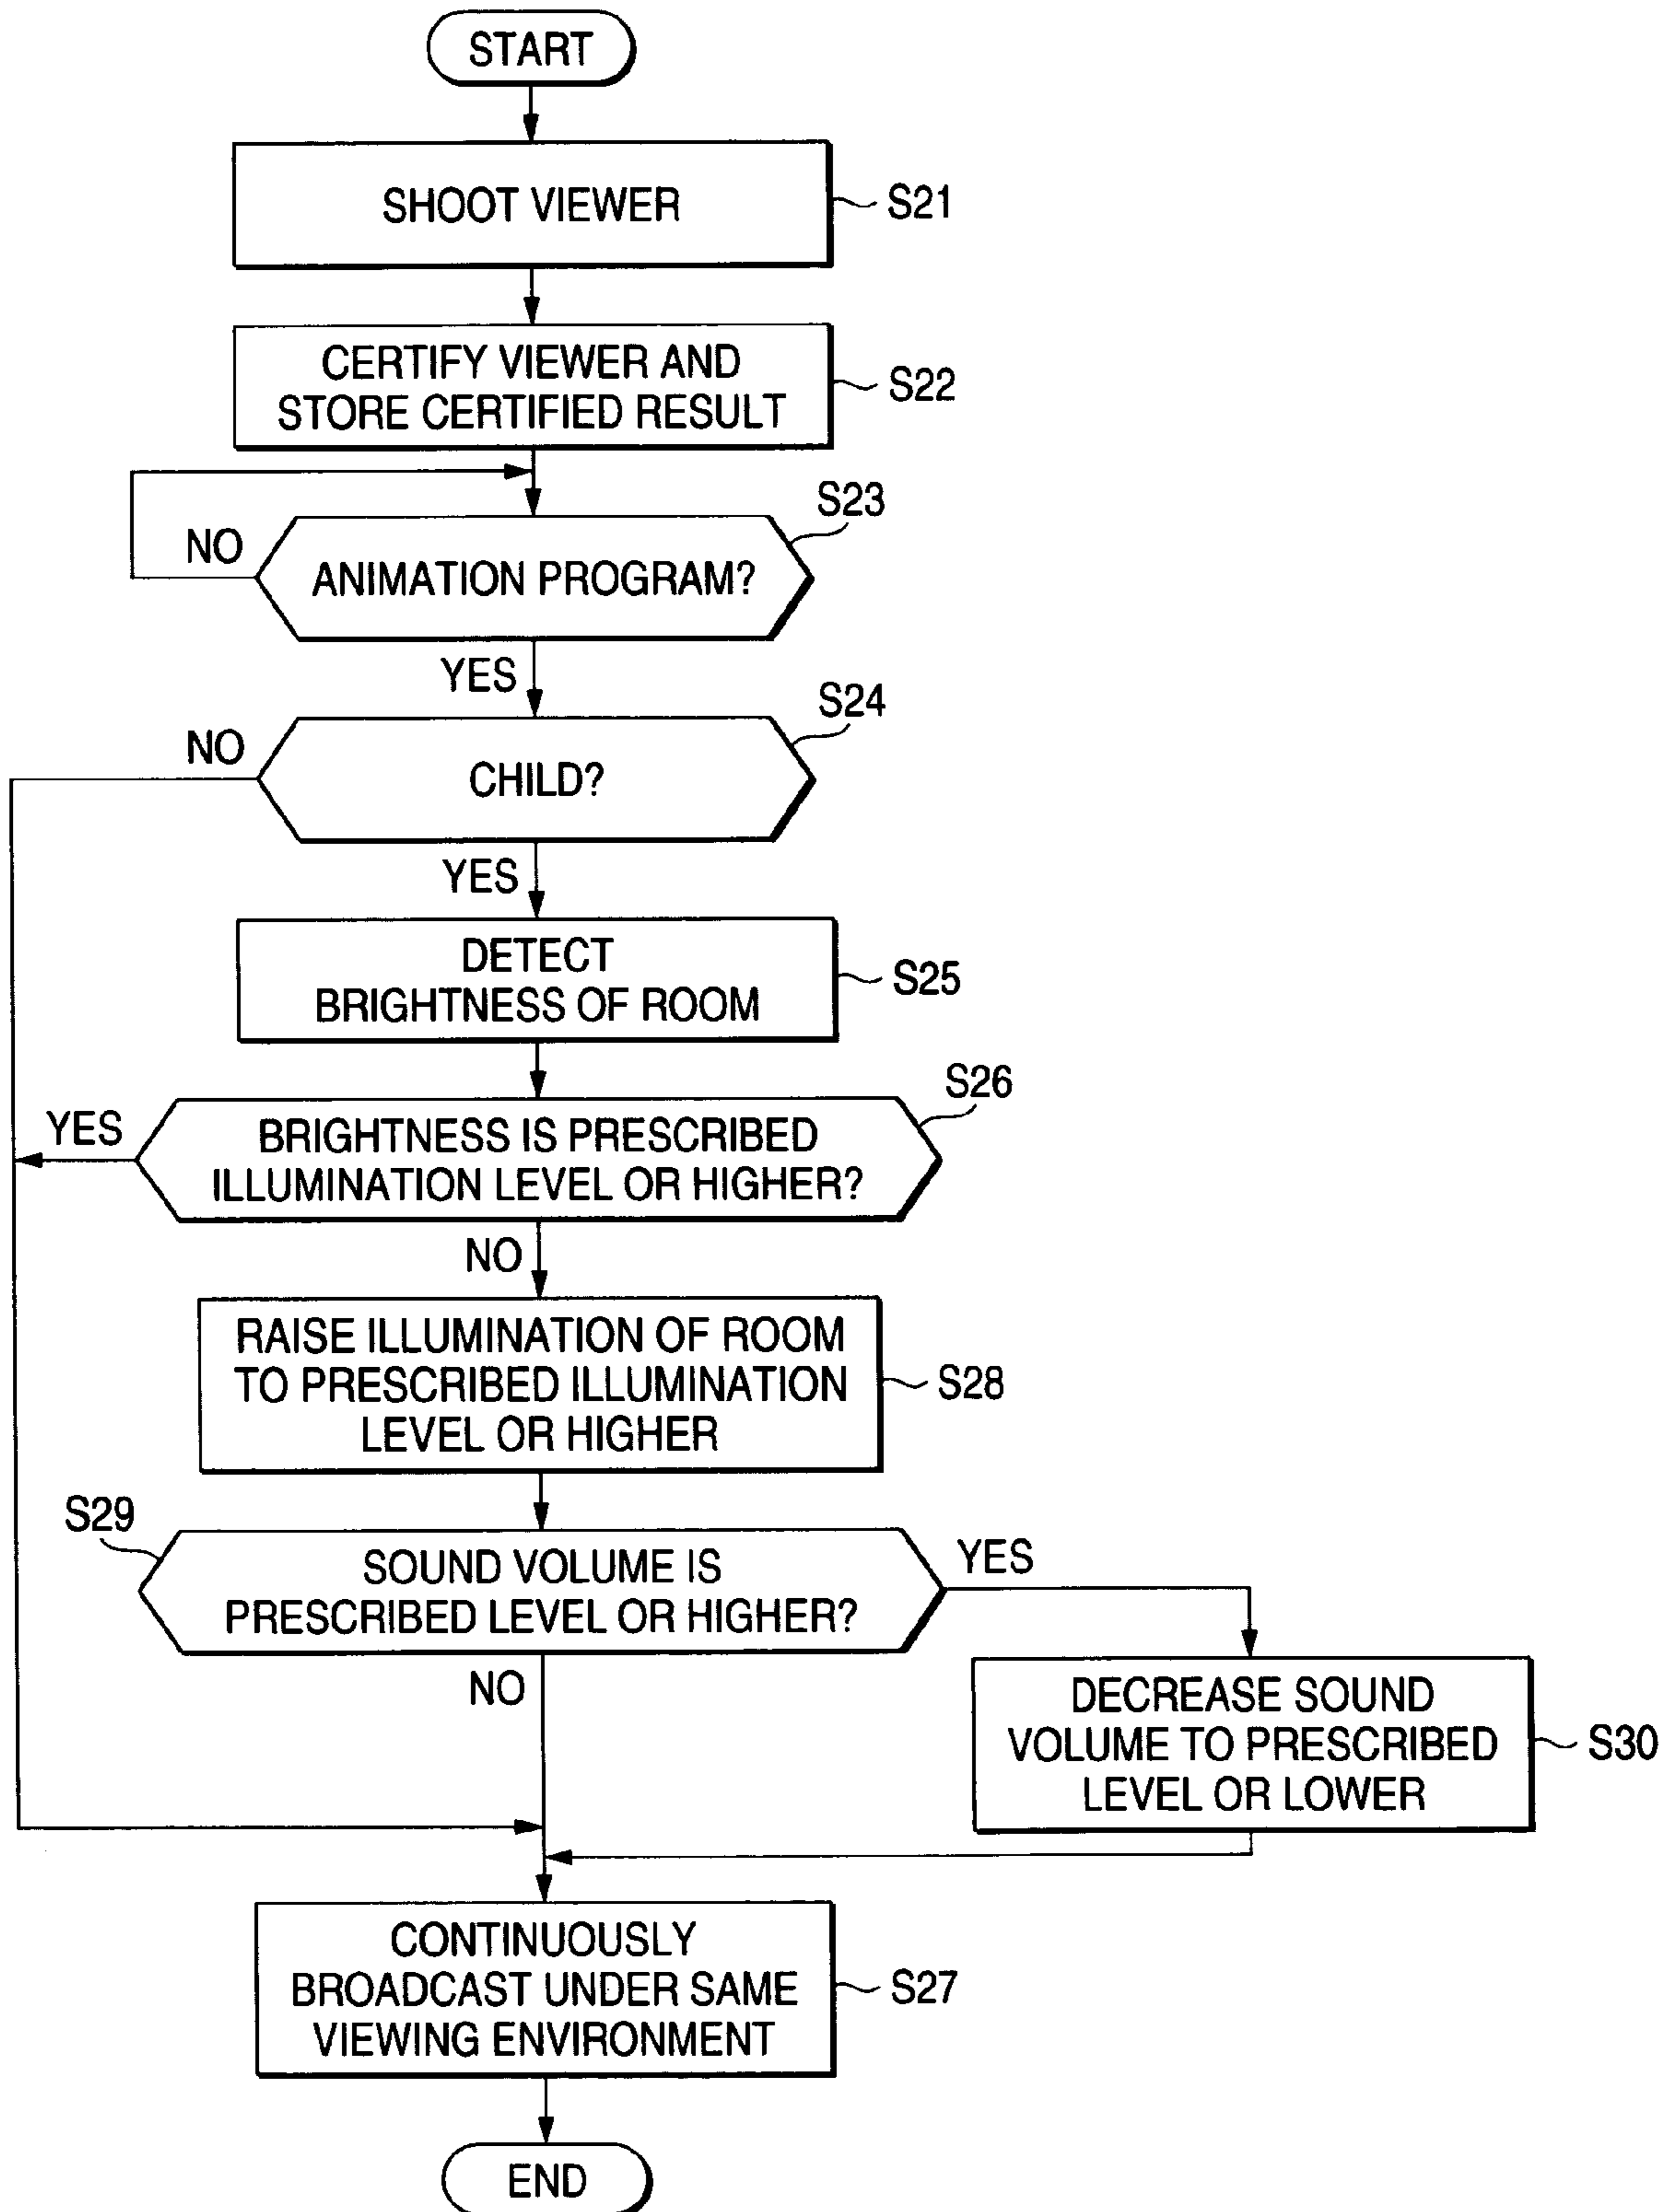 START
SHOOT VIEWER
S21
CERTIFY VIEWER AND
STORE CERTIFIED RESULT
S22
S23
NO
ANIMATION PROGRAM?
YES
S24
NO
CHILD?
YES
DETECT
BRIGHTNESS OF ROOM
S25
S26
YES
BRIGHTNESS IS PRESCRIBED
ILLUMINATION LEVEL OR HIGHER?
NO
RAISE ILLUMINATION OF ROOM
TO PRESCRIBED ILLUMINATION
LEVEL OR HIGHER
S28
S29
SOUND VOLUME IS
PRESCRIBED LEVEL OR HIGHER?
YES
NO
DECREASE SOUND
VOLUME TO PRESCRIBED
LEVEL OR LOWER
S30
CONTINUOUSLY
BROADCAST UNDER SAME
VIEWING ENVIRONMENT
S27
END